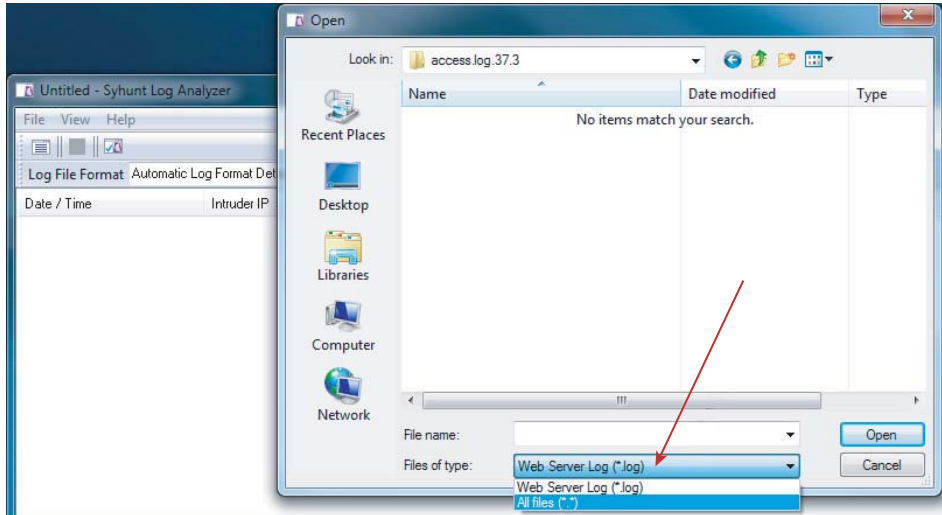 Open
Look in:
access.log.37.3
Untitled - Syhunt Log Analyzer
File View Help
Log File Format Automatic Log Format Det
Date / Time Intruder IP
Name Date modified Type
No items match your search.
Recent Places
Desktop
Libraries
Computer
Network
File name:
Open
Files of type: Web Server Log (*.log)
Cancel
Web Server Log (*.log)
All files (*.*)